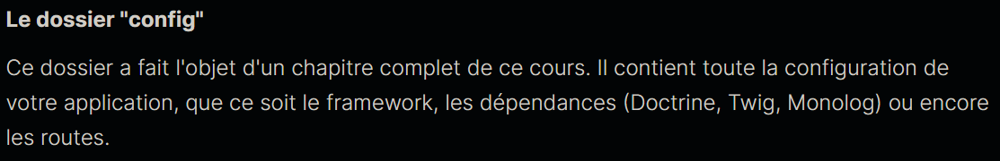 Le dossier "config"
Ce dossier a fait l'objet d'un chapitre complet de ce cours. Il contient toute la configuration de
votre application, que ce soit le framework, les dépendances (Doctrine, Twig, Monolog) ou encore
les routes.